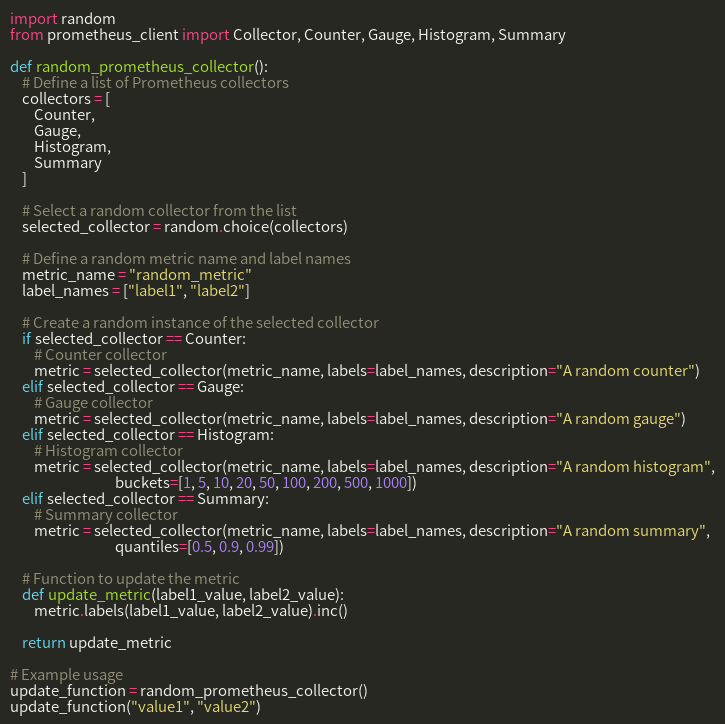 import random
from prometheus_client import Collector, Counter, Gauge, Histogram, Summary

def random_prometheus_collector():
    # Define a list of Prometheus collectors
    collectors = [
        Counter,
        Gauge,
        Histogram,
        Summary
    ]

    # Select a random collector from the list
    selected_collector = random.choice(collectors)

    # Define a random metric name and label names
    metric_name = "random_metric"
    label_names = ["label1", "label2"]

    # Create a random instance of the selected collector
    if selected_collector == Counter:
        # Counter collector
        metric = selected_collector(metric_name, labels=label_names, description="A random counter")
    elif selected_collector == Gauge:
        # Gauge collector
        metric = selected_collector(metric_name, labels=label_names, description="A random gauge")
    elif selected_collector == Histogram:
        # Histogram collector
        metric = selected_collector(metric_name, labels=label_names, description="A random histogram",
                                    buckets=[1, 5, 10, 20, 50, 100, 200, 500, 1000])
    elif selected_collector == Summary:
        # Summary collector
        metric = selected_collector(metric_name, labels=label_names, description="A random summary",
                                    quantiles=[0.5, 0.9, 0.99])

    # Function to update the metric
    def update_metric(label1_value, label2_value):
        metric.labels(label1_value, label2_value).inc()

    return update_metric

# Example usage
update_function = random_prometheus_collector()
update_function("value1", "value2")